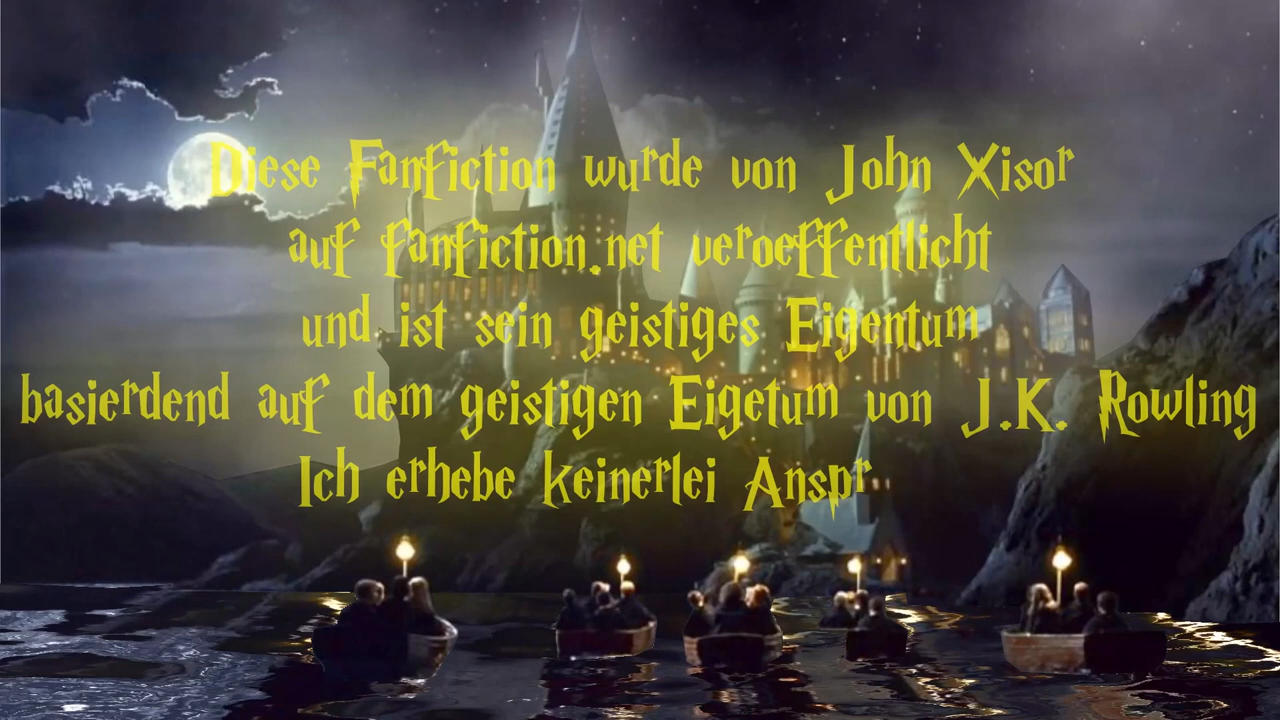 Diese Fanfiction wurde von John Xisor
auf fanfiction.net veroeffentlicht
und ist sein geistiges Eigentum
basierdend auf dem geistigen Eigetum von J.K. Rowling
Ich erhebe keinerlei Anspr